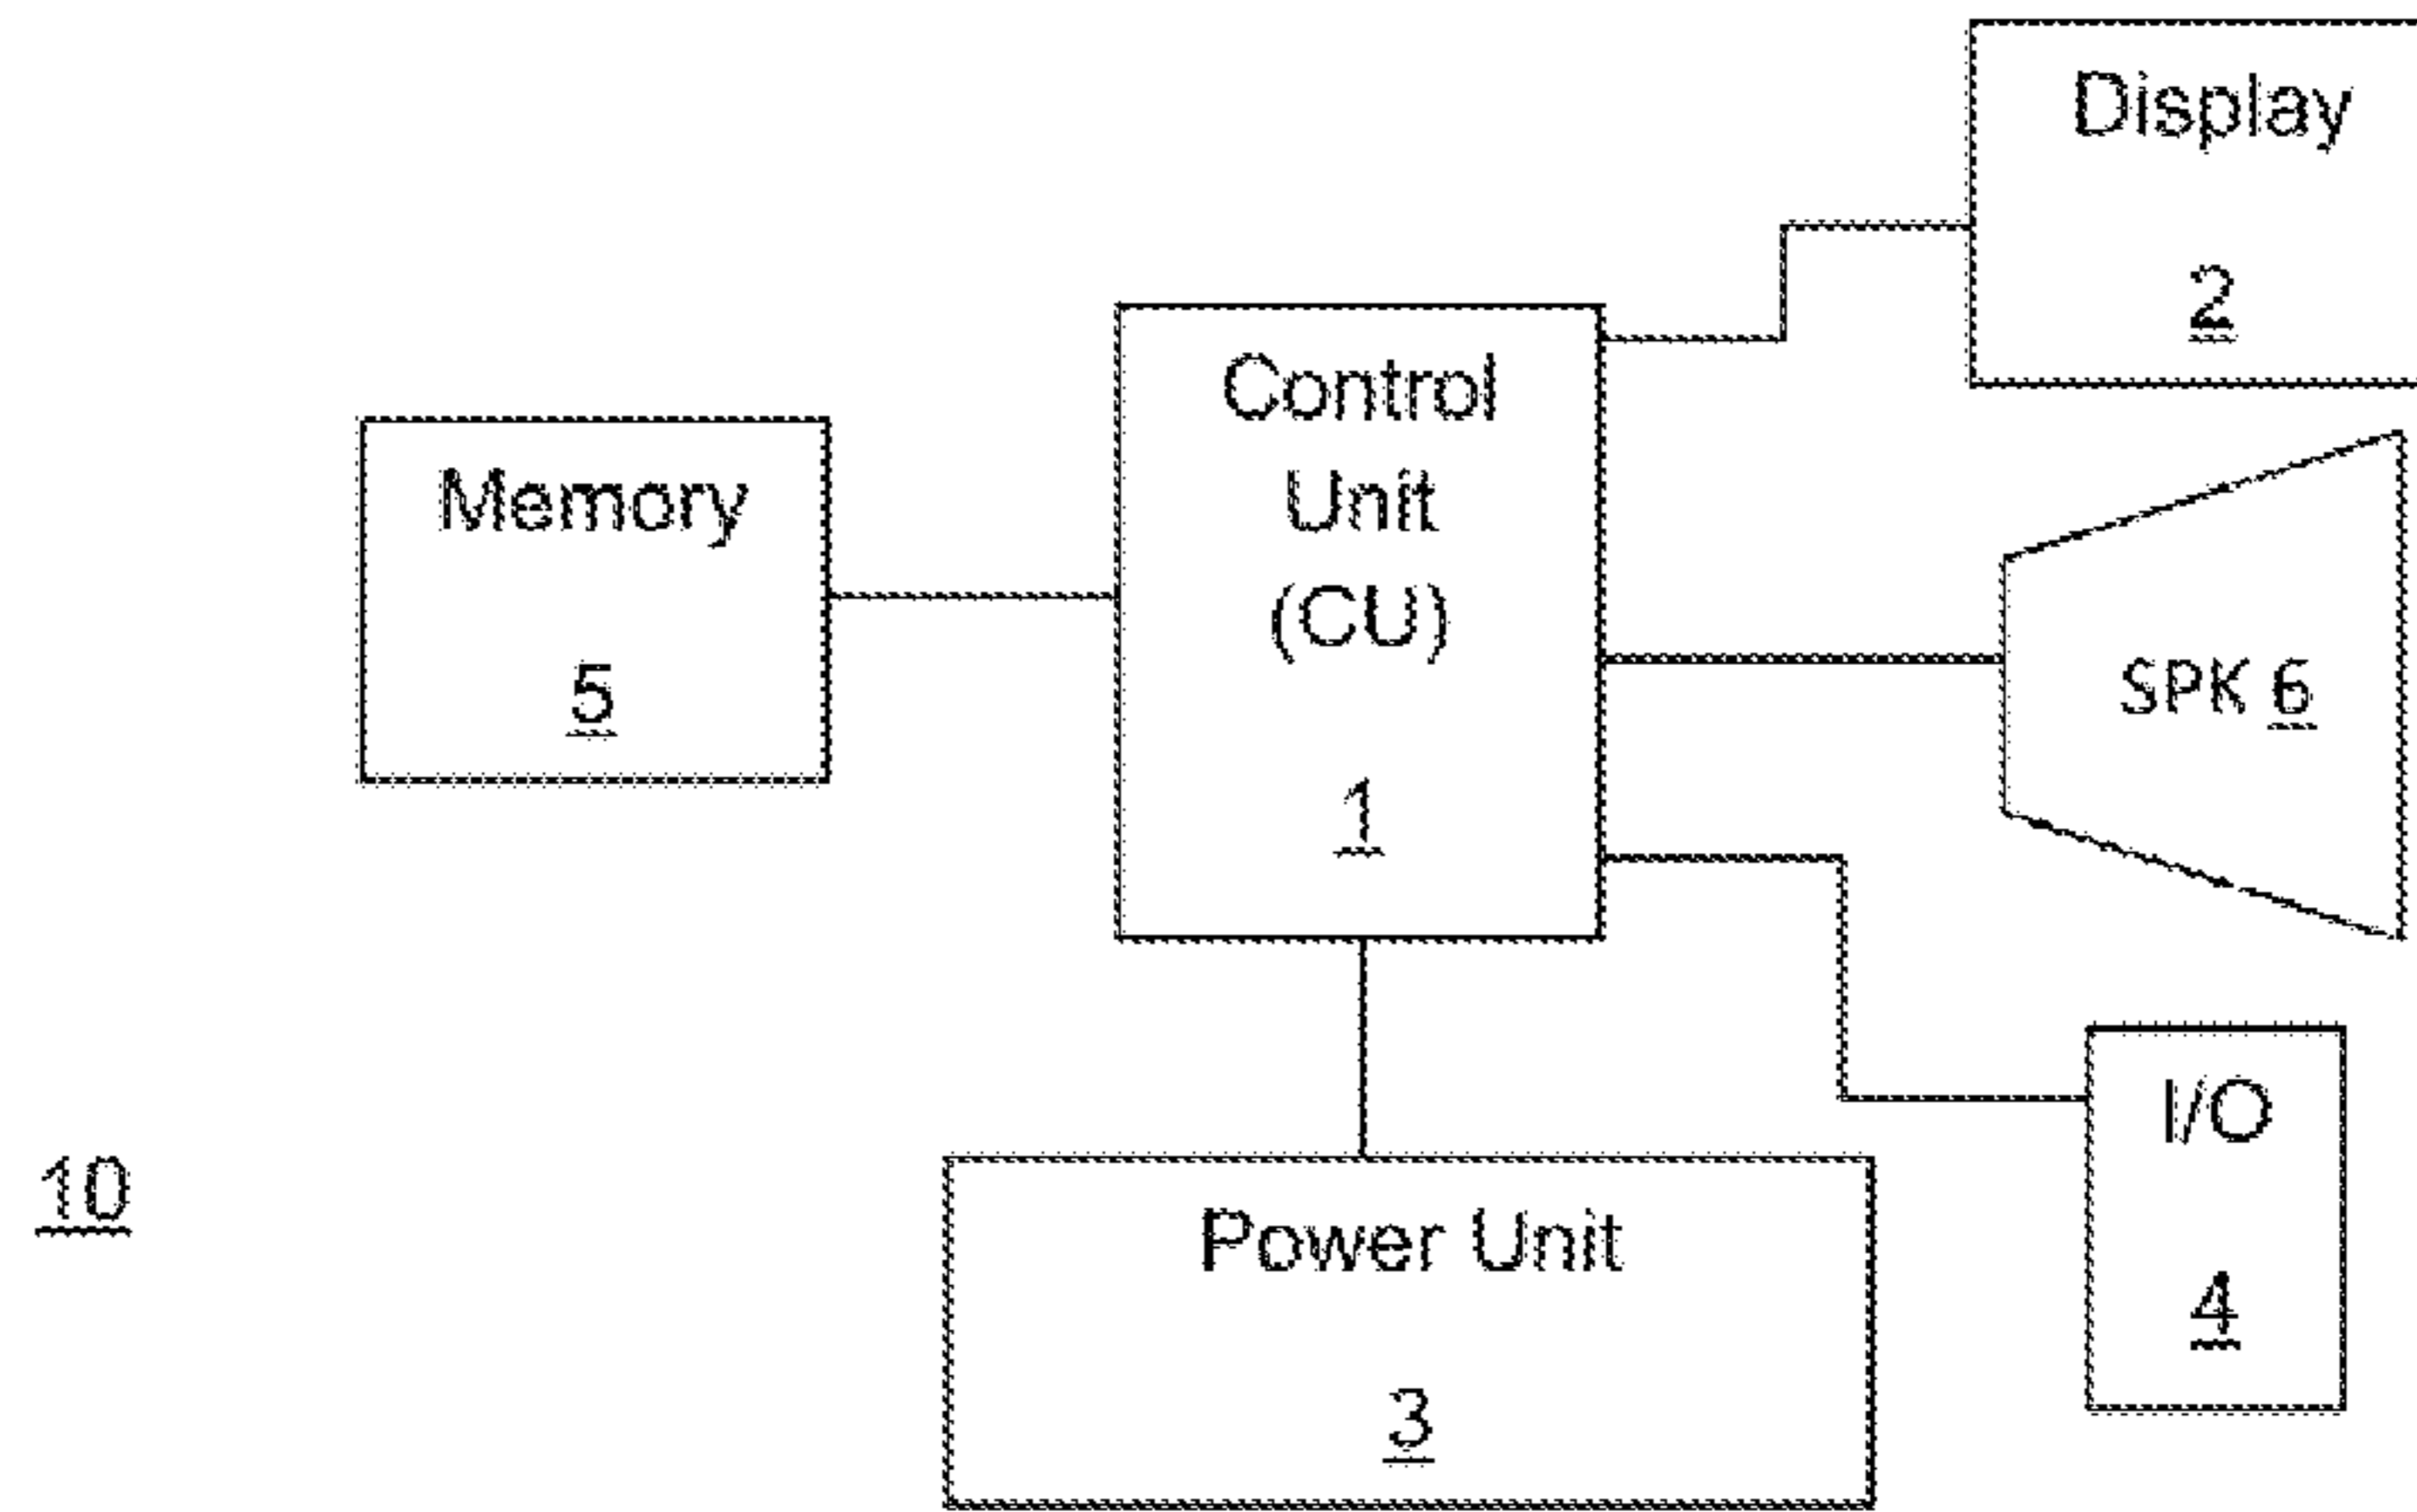 Display
2
Control
Unit
(CU)
1
Memory
5
SPK 6
I/O
4
Power Unit
3
10